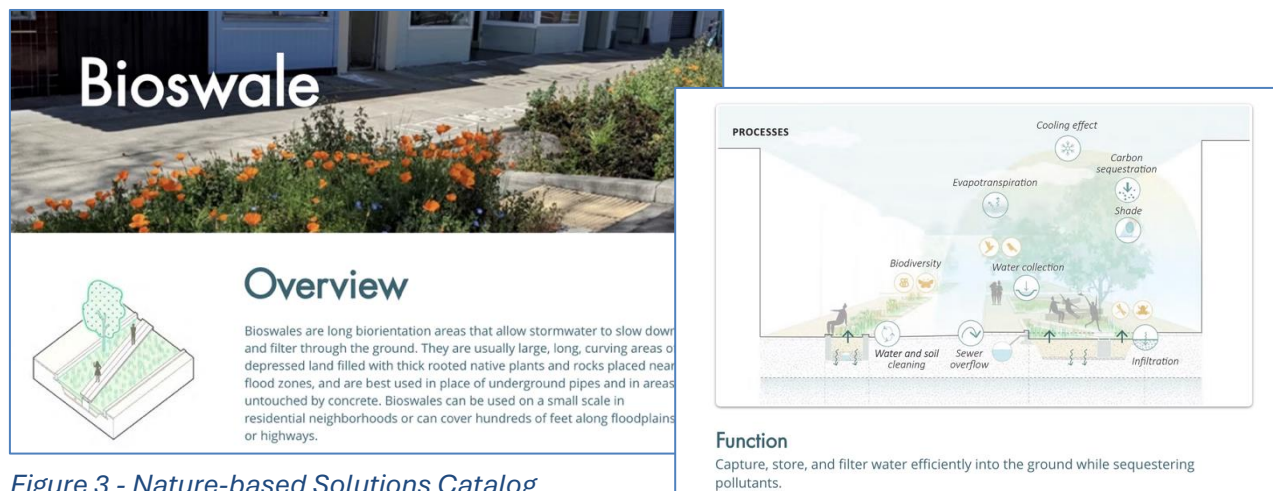 Bioswale
Overview
Bioswales are long biorientation areas that allow stormwater to slow down
and filter through the ground. They are usually large, long, curving areas of
depressed land filled with thick rooted native plants and rocks placed near
flood zones, and are best used in place of underground pipes and in areas
untouched by concrete. Bioswales can be used on a small scale in
residential neighborhoods or can cover hundreds of feet along floodplains
or highways.
Figure 3 - Nature-based Solutions Catalog
PROCESSES
Cooling effect
Carbon
sequestration
Evapotranspiration
Shade
Biodiversity
Water collection
Water and soil
cleaning
Sewer
overflow
Infiltration
Function
Capture, store, and filter water efficiently into the ground while sequestering
pollutants.